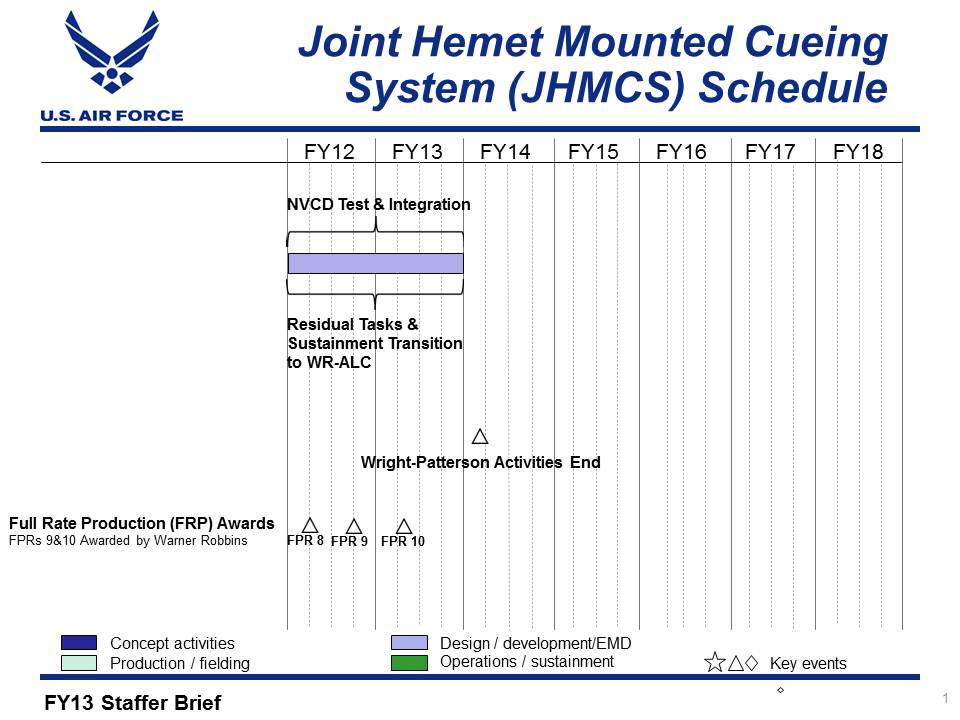 Joint Hemet Mounted Cueing
System (JHMCS) Schedule
U.S. AIR FORCE
FY12 FY13 FY14 FY15 FY16 FY17 FY18
NVCD Test & Integration
Residual Tasks &
Sustainment Transition
to WR-ALC
Wright-Patterson Activities End
Full Rate Production (FRP) Awards
FPRs 9&10 Awarded by Warner Robbins
FPR 8 FPR 9 FPR 10
Concept activities
Production / fielding
Design / development/EMD
Operations / sustainment
Key events
FY13 Staffer Brief
1